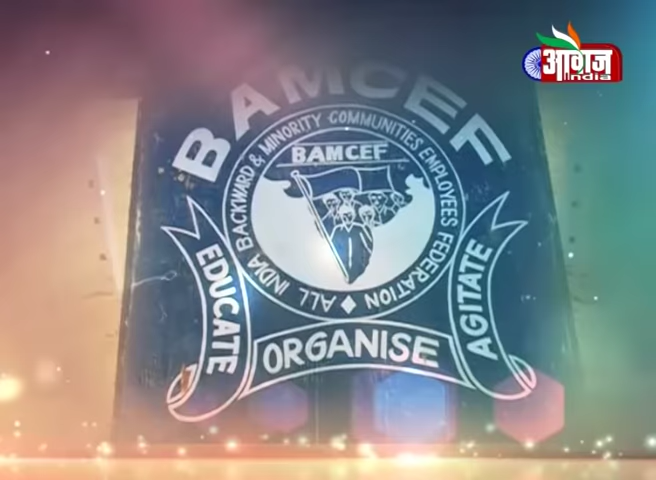 आगाज़
India
BAMCEF
ALL INDIA BACKWARD & MINORITY COMMUNITIES EMPLOYEES FEDERATION
BAMCEF
EDUCATE
ORGANISE
AGITATE